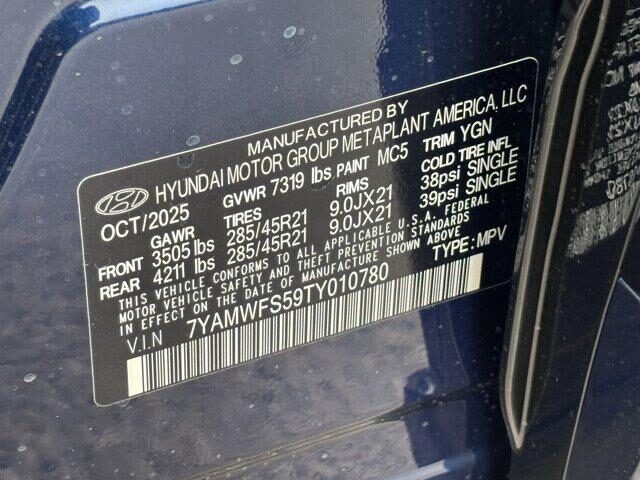 MANUFACTURED BY
HYUNDAI MOTOR GROUP METAPLANT AMERICA, LLC
OCT/2025 GVWR 7319 lbs PAINT MC5 TRIM YGN
GAWR TIRES RIMS COLD TIRE INFL
FRONT 3505 lbs 285/45R21 9.0JX21 38psi SINGLE
REAR 4211 lbs 285/45R21 9.0JX21 39psi SINGLE
THIS VEHICLE CONFORMS TO ALL APPLICABLE U.S.A. FEDERAL
MOTOR VEHICLE SAFETY AND THEFT PREVENTION STANDARDS
IN EFFECT ON THE DATE OF MANUFACTURE SHOWN ABOVE
V.I.N 7YAMWFS59TY010780 TYPE: MPV